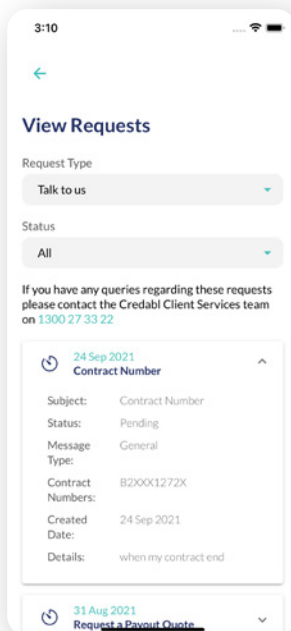 3:10
View Requests
Request Type
Talk to us
Status
All
If you have any queries regarding these requests
please contact the Credabl Client Services team
on 1300 27 33 22
24 Sep 2021
Contract Number
Subject: Contract Number
Status: Pending
Message General
Type:
Contract B2XXX1272X
Numbers:
Created 24 Sep 2021
Date:
Details: when my contract end
31 Aug 2021
Request a Payout Quote